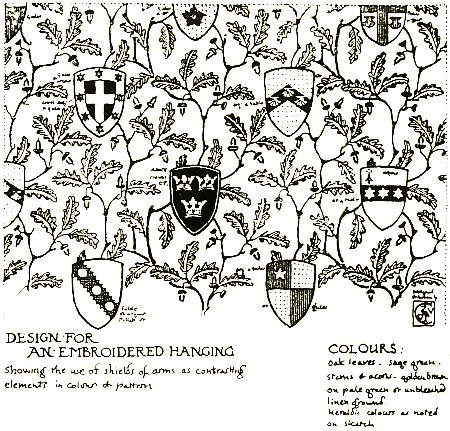 DESIGN·FOR
AN·EMBROIDERED·HANGING
Showing the use of shields of arms as contrasting
elements in colour & pattern
COLOURS:
Oak leaves - sage green.
stems & acorns - golden brown
on pale green or unbleached
linen ground.
Heraldic colours as noted
on sketch.